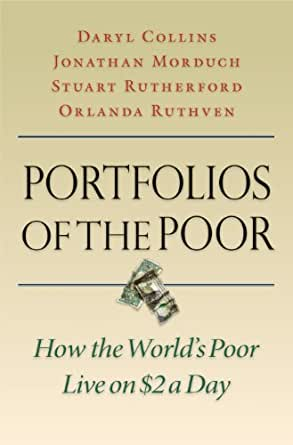 DARYL COLLINS
JONATHAN MORDUCH
STUART RUTHERFORD
ORLANDA RUTHVEN
PORTFOLIOS
OF THE POOR
How the World's Poor
Live on $2 a Day